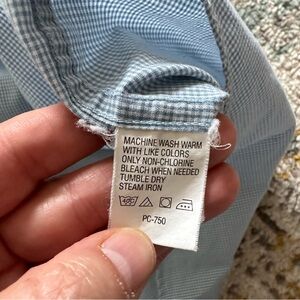 MACHINE WASH WARM
WITH LIKE COLORS
ONLY NON-CHLORINE
BLEACH WHEN NEEDED
TUMBLE DRY
STEAM IRON
PC-750